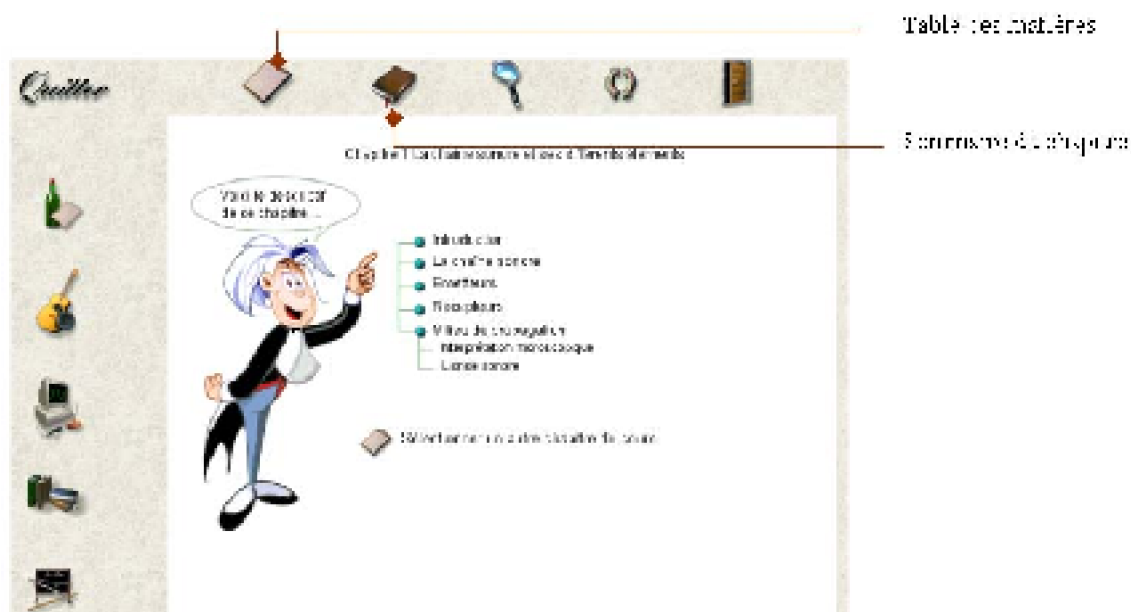 Table des matières
Quitter
Sommaire du chapitre
Chapitre 1 La chaîne sonore et ses différents éléments
Voici le descriptif
de ce chapitre...
Introduction
La chaîne sonore
Emetteurs
Récepteurs
Milieu de propagation
Interprétation microscopique
L'onde sonore
Sélectionner un autre chapitre du cours